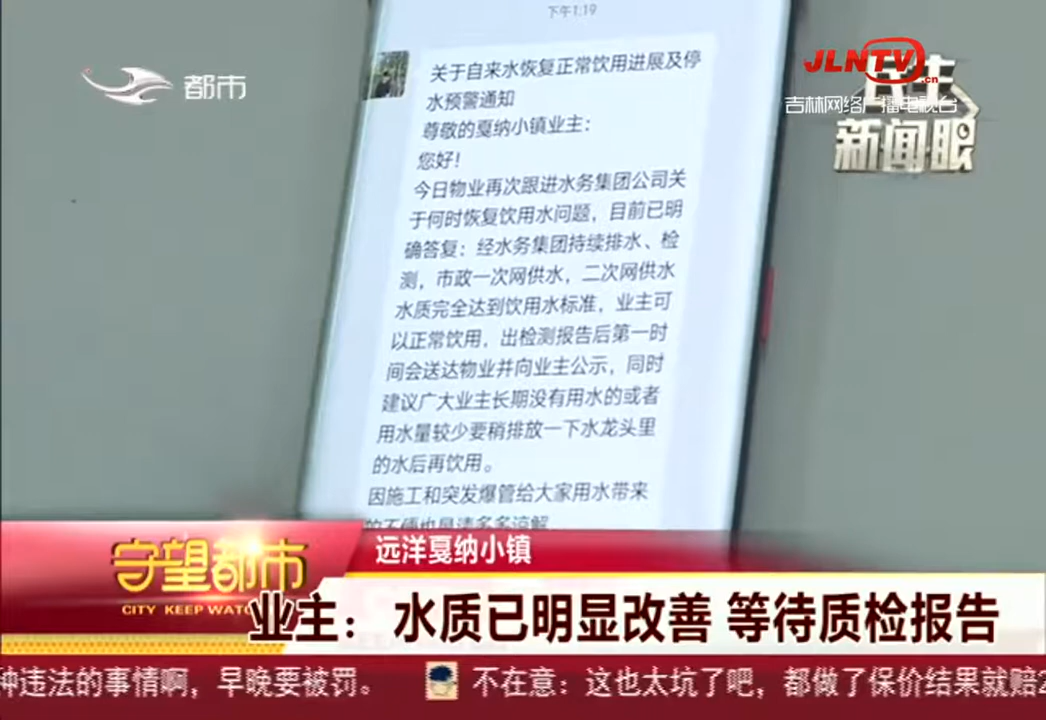 下午1:19
都市
JLNTV.cn
吉林网络广播电视台
民生
新闻眼
关于自来水恢复正常饮用进展及停
水预警通知
尊敬的戛纳小镇业主：
您好！
今日物业再次跟进水务集团公司关
于何时恢复饮用水问题，目前已明
确答复：经水务集团持续排水、检
测，市政一次网供水，二次网供水
水质完全达到饮用水标准，业主可
以正常饮用，出检测报告后第一时
间会送达物业并向业主公示，同时
建议广大业主长期没有用水的或者
用水量较少要稍排放一下水龙头里
的水后再饮用。
因施工和突发爆管给大家用水带来
的不便也是请多多谅解
守望都市
CITY KEEP WATC
远洋戛纳小镇
业主：水质已明显改善 等待质检报告
种违法的事情啊，早晚要被罚。 不在意：这也太坑了吧，都做了保价结果就赔2